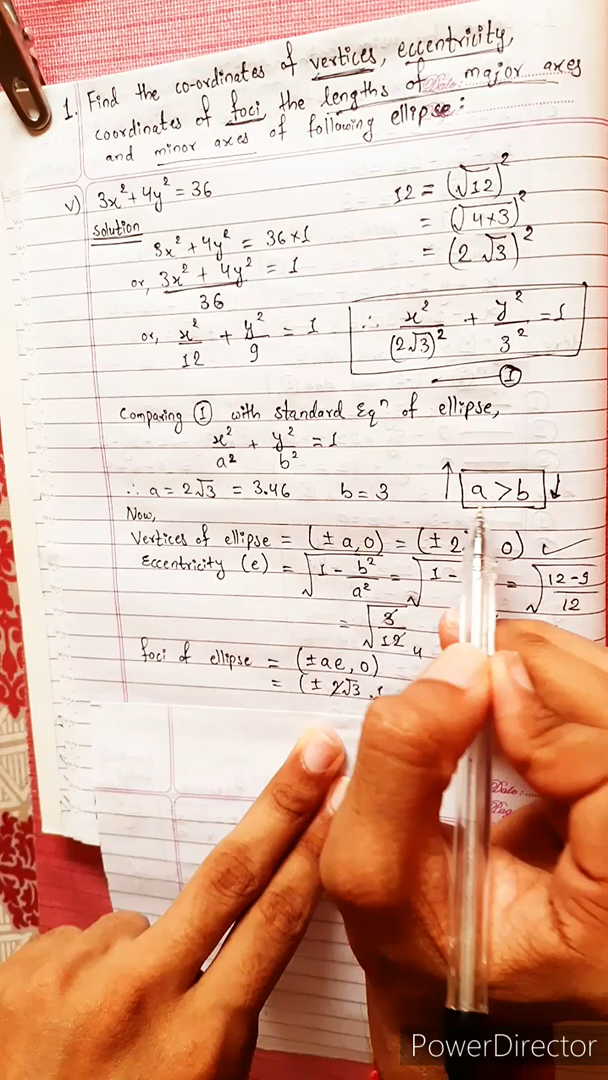 1. Find the co-ordinates of vertices, eccentricity,
coordinates of foci, the lengths of major axes
and minor axes of following ellipse:
Date:
v) 3x² + 4y² = 36
Solution
3x² + 4y² = 36 × 1
or, (3x² + 4y²)/36 = 1
or, x²/12 + y²/9 = 1
12 = (√12)²
= (√4×3)²
= (2√3)²
∴ x²/(2√3)² + y²/3² = 1
①
Comparing ① with standard Eqⁿ of ellipse,
x²/a² + y²/b² = 1
∴ a = 2√3 = 3.46 b = 3 ↑ a > b ↓
Now,
Vertices of ellipse = (± a, 0) = (± 2 0) ✓
Eccentricity (e) = √(1 - b²/a²) = √(1 - = √((12-9)/12)
= √(3/12) 4
foci of ellipse = (± ae, 0)
= (± 2√3 .
Date:
Pag
PowerDirector